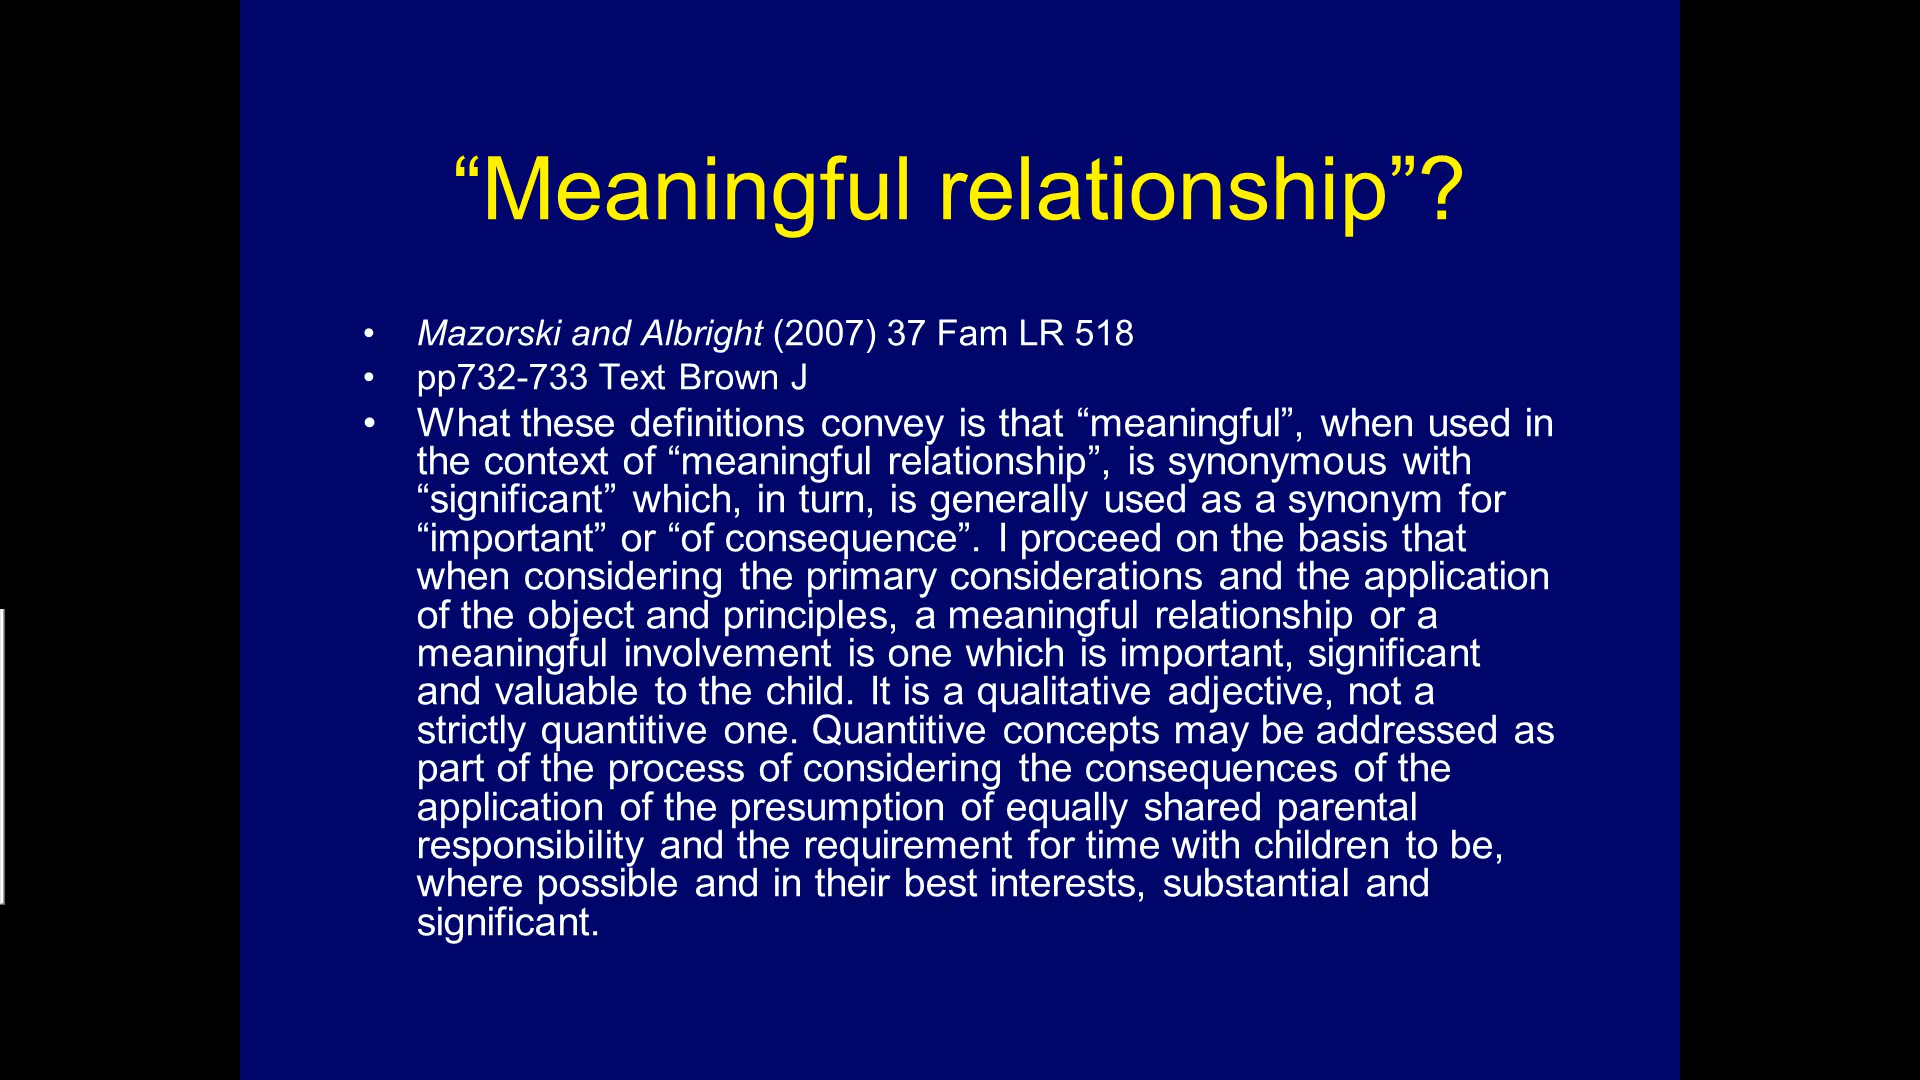 “Meaningful relationship”?
• Mazorski and Albright (2007) 37 Fam LR 518
• pp732-733 Text Brown J
• What these definitions convey is that “meaningful”, when used in
the context of “meaningful relationship”, is synonymous with
“significant” which, in turn, is generally used as a synonym for
“important” or “of consequence”. I proceed on the basis that
when considering the primary considerations and the application
of the object and principles, a meaningful relationship or a
meaningful involvement is one which is important, significant
and valuable to the child. It is a qualitative adjective, not a
strictly quantitive one. Quantitive concepts may be addressed as
part of the process of considering the consequences of the
application of the presumption of equally shared parental
responsibility and the requirement for time with children to be,
where possible and in their best interests, substantial and
significant.